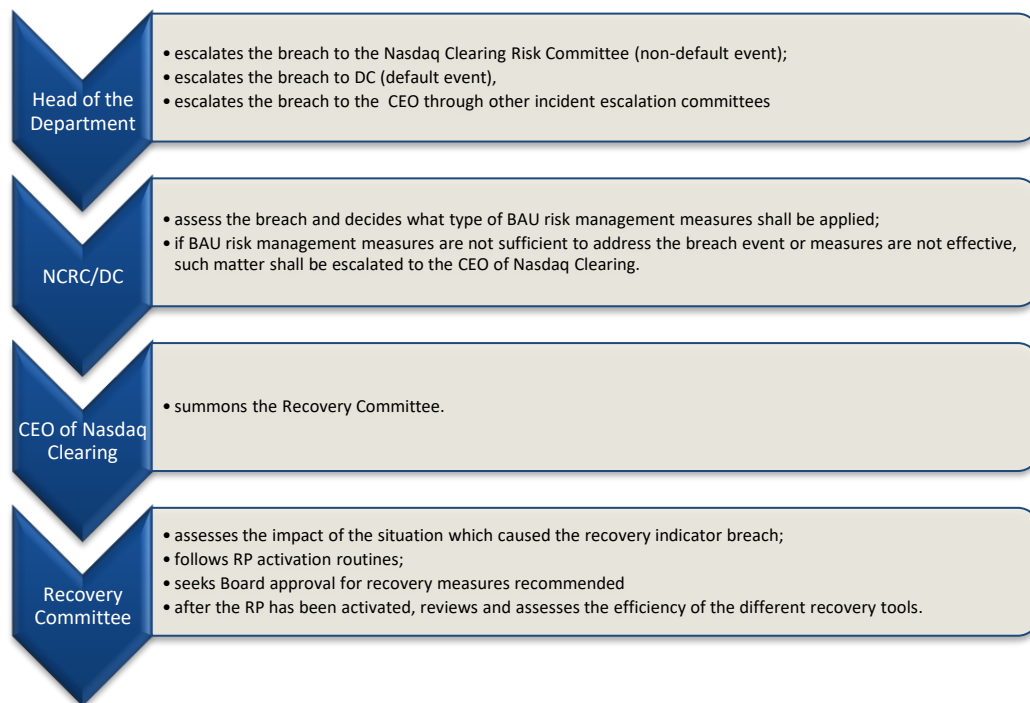 Head of the
Department
• escalates the breach to the Nasdaq Clearing Risk Committee (non-default event);
• escalates the breach to DC (default event),
• escalates the breach to the  CEO through other incident escalation committees
NCRC/DC
• assess the breach and decides what type of BAU risk management measures shall be applied;
• if BAU risk management measures are not sufficient to address the breach event or measures are not effective,
such matter shall be escalated to the CEO of Nasdaq Clearing.
CEO of Nasdaq
Clearing
• summons the Recovery Committee.
Recovery
Committee
• assesses the impact of the situation which caused the recovery indicator breach;
• follows RP activation routines;
• seeks Board approval for recovery measures recommended
• after the RP has been activated, reviews and assesses the efficiency of the different recovery tools.